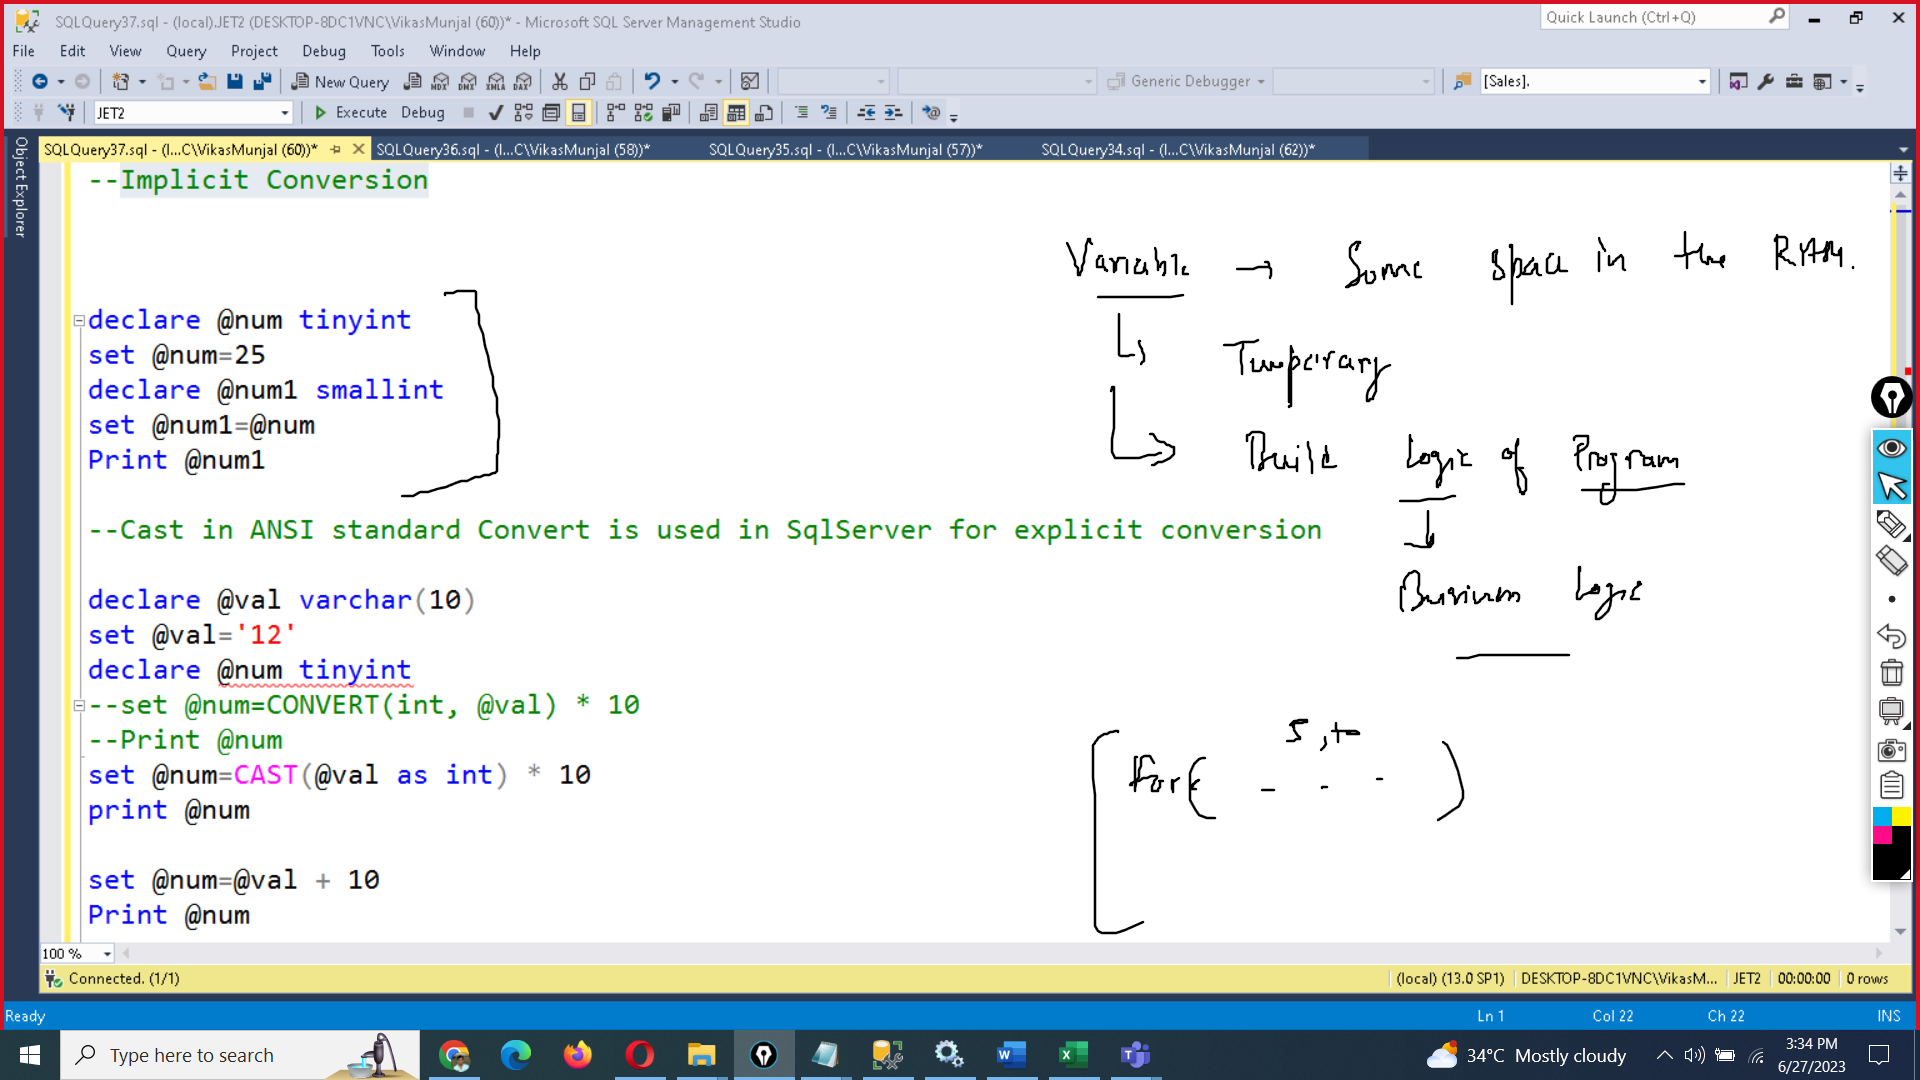 SQLQuery37.sql - (local).JET2 (DESKTOP-8DC1VNC\VikasMunjal (60))* - Microsoft SQL Server Management Studio
Quick Launch (Ctrl+Q)
File Edit View Query Project Debug Tools Window Help
New Query MDX DMX XMLA DAX Generic Debugger [Sales].
JET2 Execute Debug
SQLQuery37.sql - (l...C\VikasMunjal (60))* SQLQuery36.sql - (l...C\VikasMunjal (58))* SQLQuery35.sql - (l...C\VikasMunjal (57))* SQLQuery34.sql - (l...C\VikasMunjal (62))*
Object Explorer
--Implicit Conversion
declare @num tinyint
set @num=25
declare @num1 smallint
set @num1=@num
Print @num1
--Cast in ANSI standard Convert is used in SqlServer for explicit conversion
declare @val varchar(10)
set @val='12'
declare @num tinyint
--set @num=CONVERT(int, @val) * 10
--Print @num
set @num=CAST(@val as int) * 10
print @num
set @num=@val + 10
Print @num
Variable → Some space in the RAM.
Temporary
Build Logic of Program
Business Logic
for(
100 %
Connected. (1/1) (local) (13.0 SP1) DESKTOP-8DC1VNC\VikasM... JET2 00:00:00 0 rows
Ready Ln 1 Col 22 Ch 22 INS
Type here to search 34°C Mostly cloudy 3:34 PM
6/27/2023